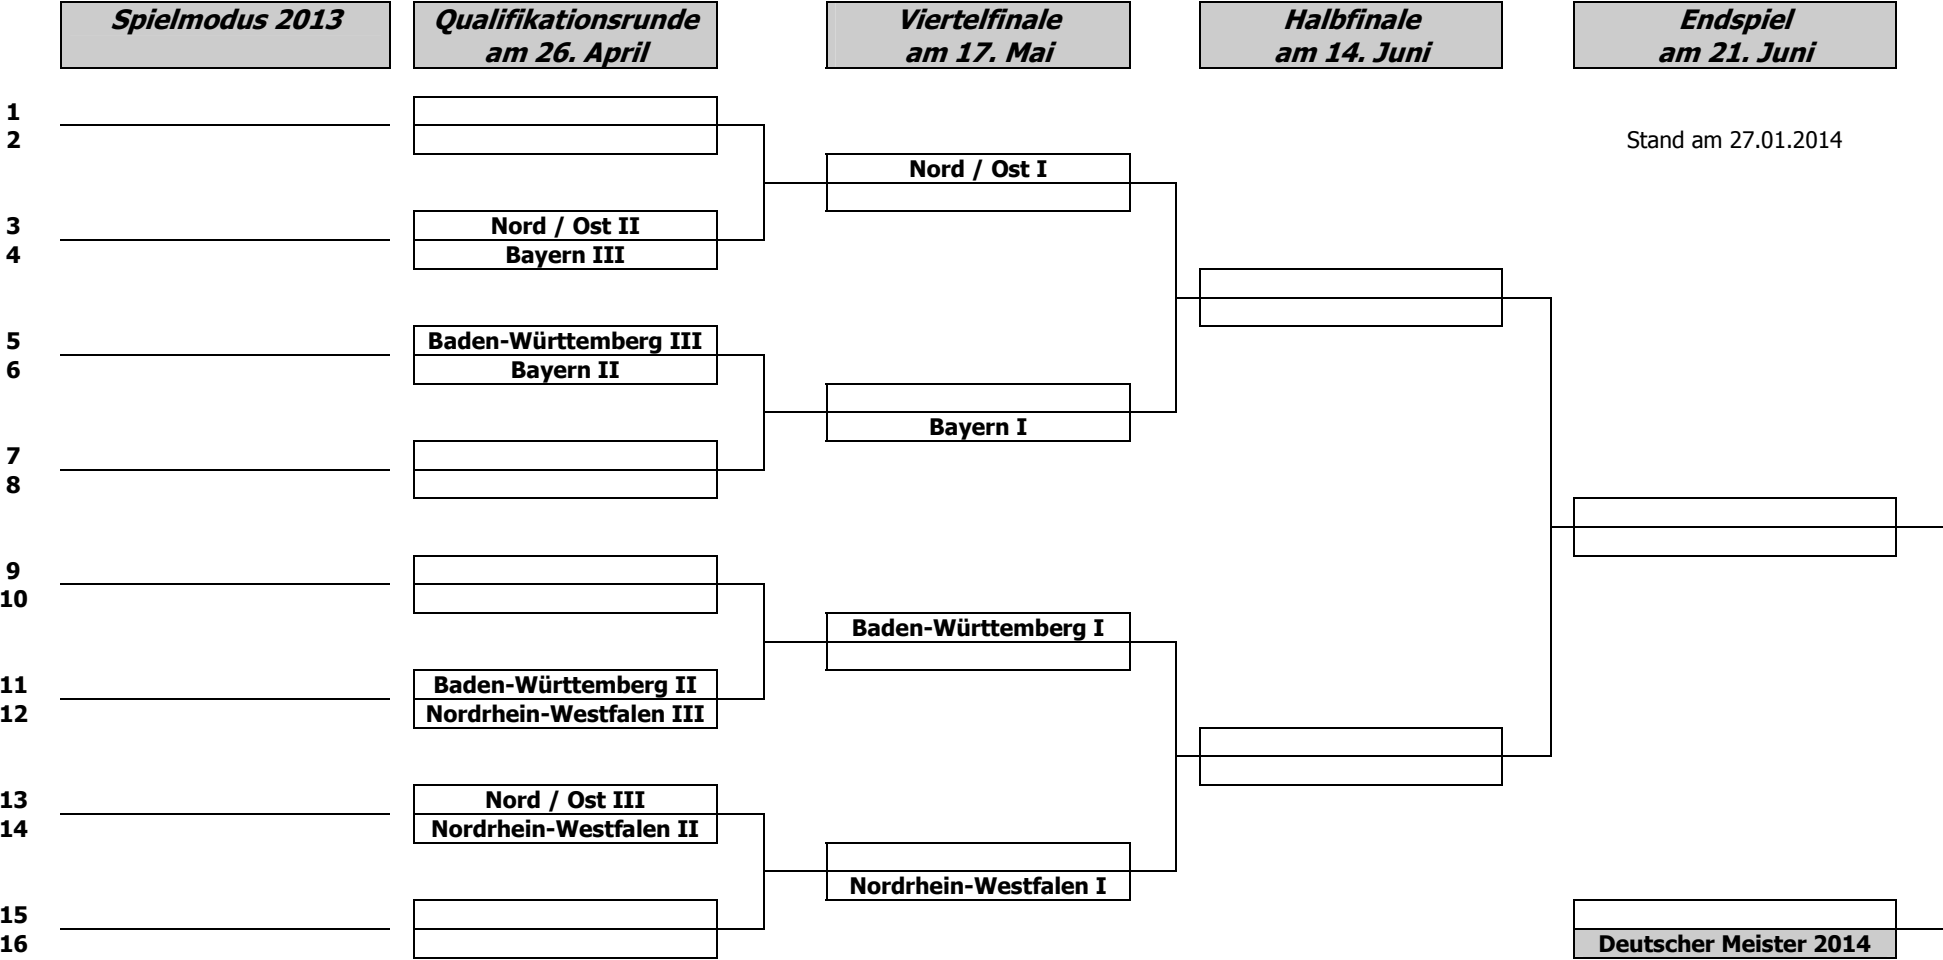 Spielmodus 2013
Qualifikationsrunde
am 26. April
Viertelfinale
am 17. Mai
Halbfinale
am 14. Juni
Endspiel
am 21. Juni
1
2
Stand am 27.01.2014
Nord / Ost I
3
Nord / Ost II
4
Bayern III
5
Baden-Württemberg III
6
Bayern II
Bayern I
7
8
9
10
Baden-Württemberg I
11
Baden-Württemberg II
12
Nordrhein-Westfalen III
13
Nord / Ost III
14
Nordrhein-Westfalen II
Nordrhein-Westfalen I
15
16
Deutscher Meister 2014